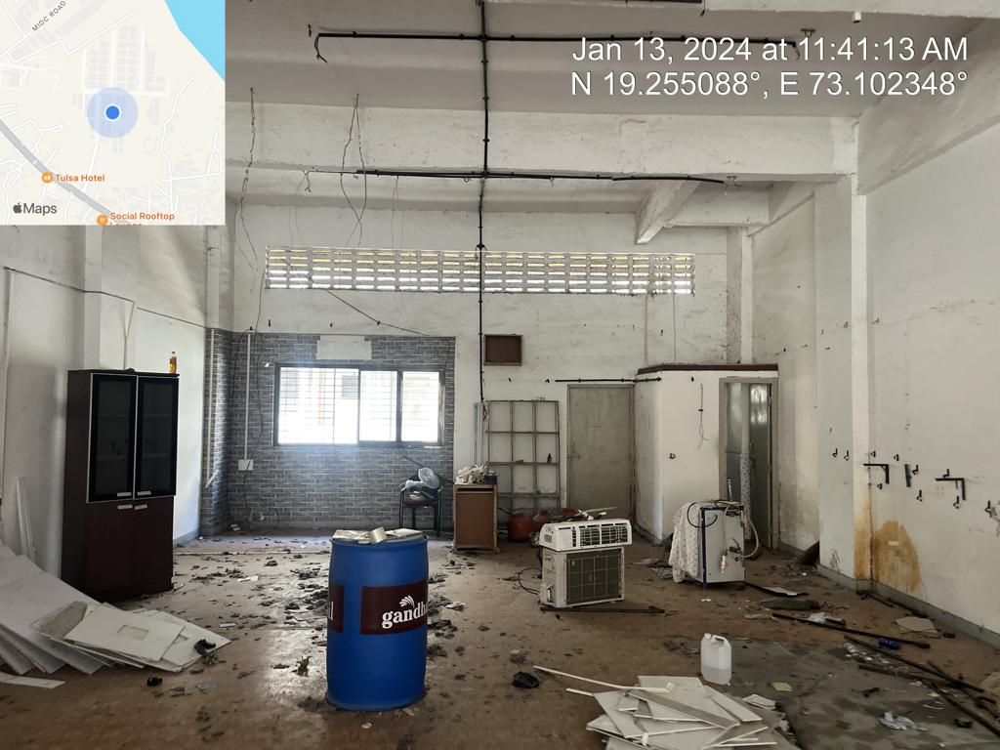 MIDC ROAD
Tulsa Hotel
Maps
Social Rooftop
Jan 13, 2024 at 11:41:13 AM
N 19.255088°, E 73.102348°
gandh